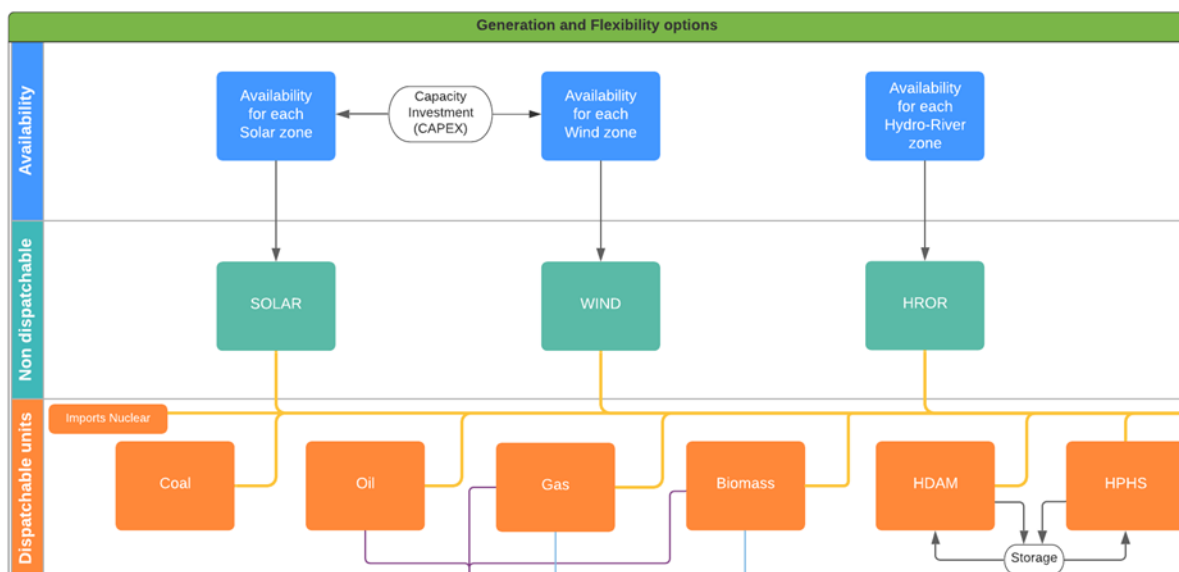 Generation and Flexibility options
Availability
Availability
for each
Solar zone
Capacity
Investment
(CAPEX)
Availability
for each
Wind zone
Availability
for each
Hydro-River
zone
Non dispatchable
SOLAR
WIND
HROR
Dispatchable units
Imports Nuclear
Coal
Oil
Gas
Biomass
HDAM
HPHS
Storage